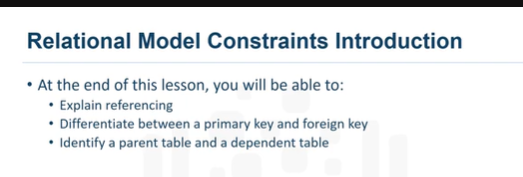 Relational Model Constraints Introduction
• At the end of this lesson, you will be able to:
• Explain referencing
• Differentiate between a primary key and foreign key
• Identify a parent table and a dependent table